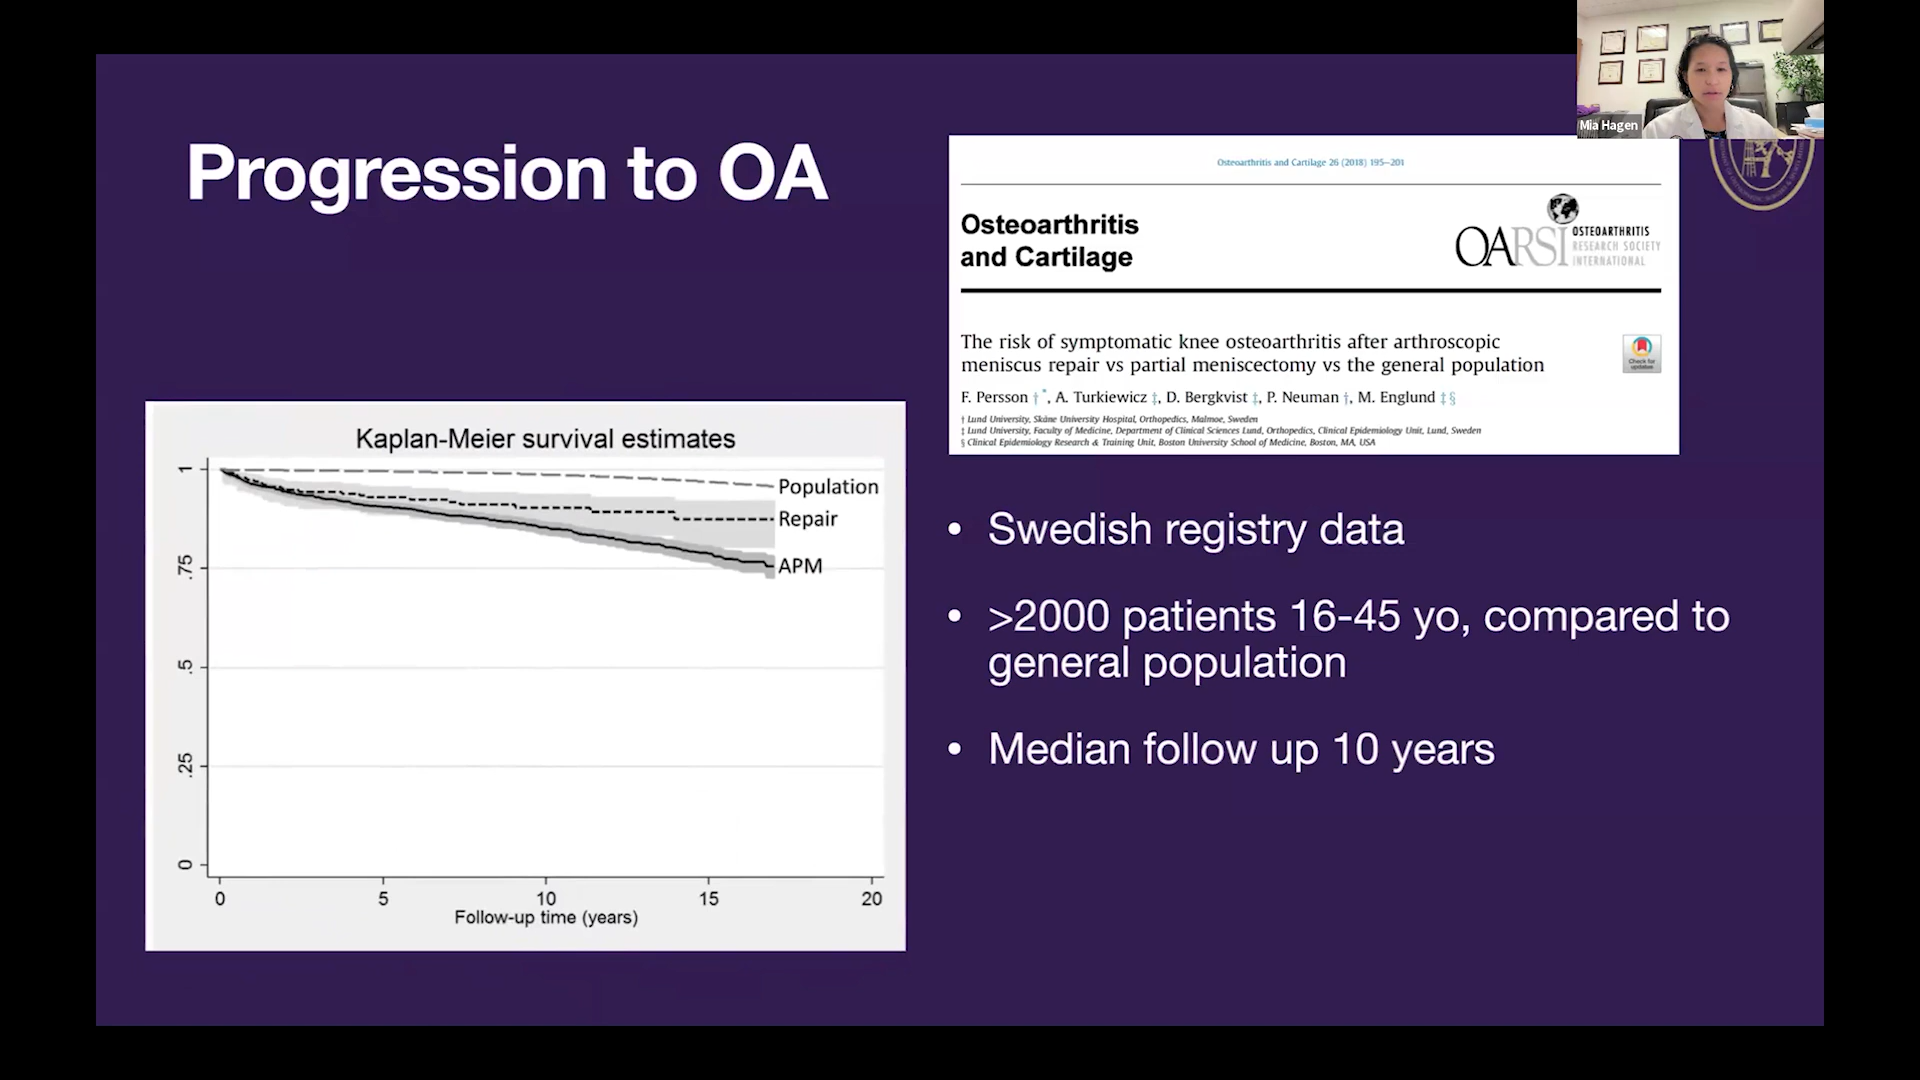 Mia Hagen
Progression to OA
Osteoarthritis and Cartilage 26 (2018) 195–201
Osteoarthritis
and Cartilage
OARSI
OSTEOARTHRITIS
RESEARCH SOCIETY
INTERNATIONAL
The risk of symptomatic knee osteoarthritis after arthroscopic
meniscus repair vs partial meniscectomy vs the general population
Check for
updates
F. Persson † *, A. Turkiewicz ‡, D. Bergkvist ‡, P. Neuman †, M. Englund ‡ §
† Lund University, Skåne University Hospital, Orthopedics, Malmoe, Sweden
‡ Lund University, Faculty of Medicine, Department of Clinical Sciences Lund, Orthopedics, Clinical Epidemiology Unit, Lund, Sweden
§ Clinical Epidemiology Research & Training Unit, Boston University School of Medicine, Boston, MA, USA
Kaplan-Meier survival estimates
1
.75
.5
.25
0
Population
Repair
APM
0 5 10 15 20
Follow-up time (years)
• Swedish registry data
• >2000 patients 16-45 yo, compared to
general population
• Median follow up 10 years